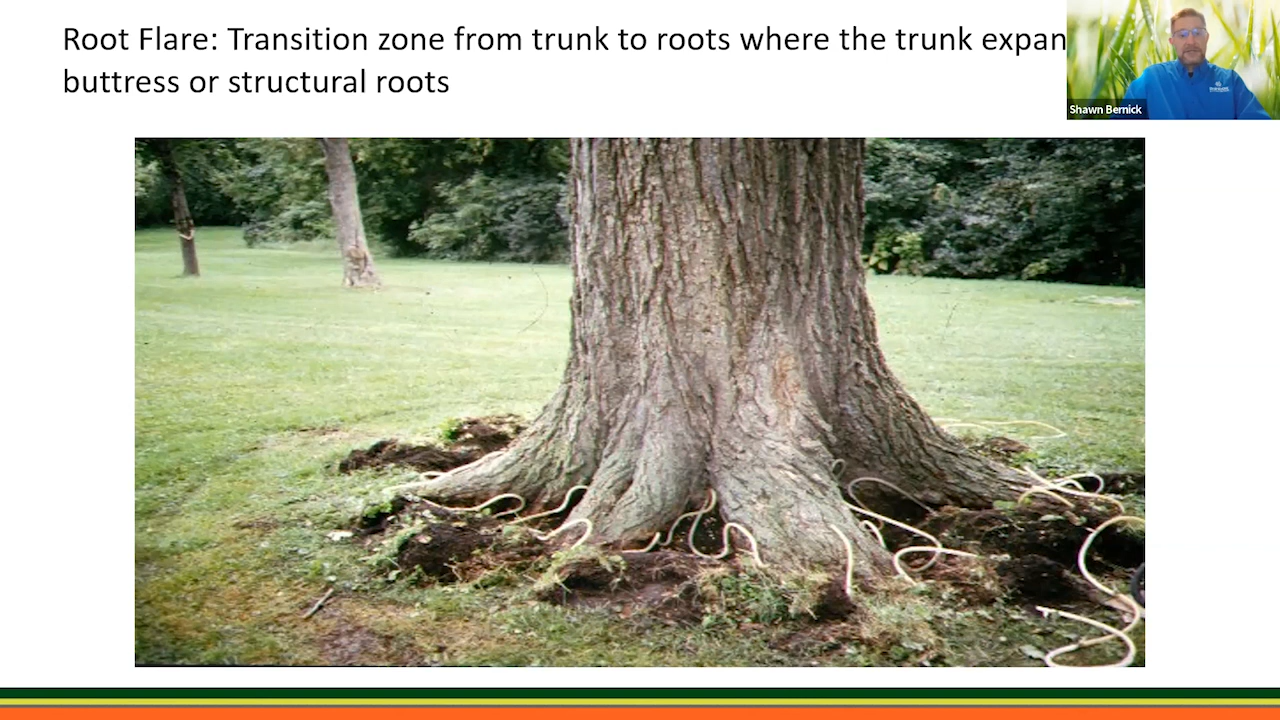 Root Flare: Transition zone from trunk to roots where the trunk expan
buttress or structural roots
Shawn Bernick